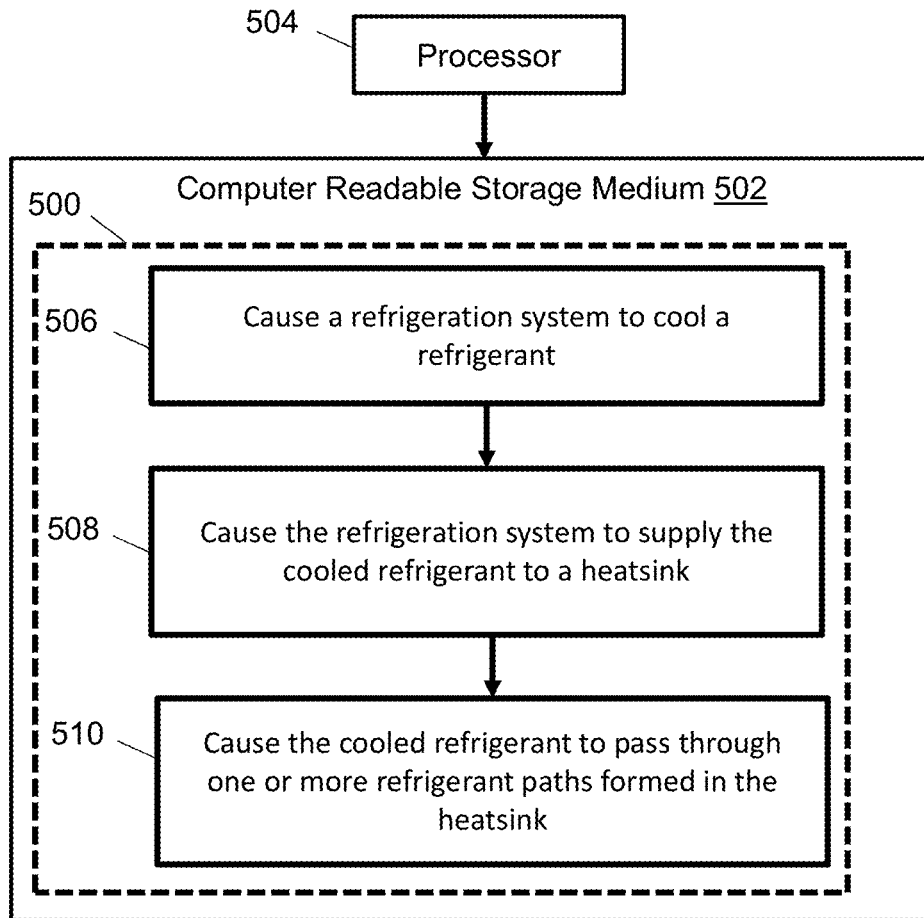 504
Processor
Computer Readable Storage Medium 502
500
506
Cause a refrigeration system to cool a
refrigerant
508
Cause the refrigeration system to supply the
cooled refrigerant to a heatsink
510
Cause the cooled refrigerant to pass through
one or more refrigerant paths formed in the
heatsink